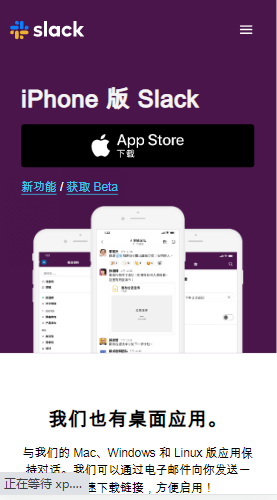 slack
iPhone 版 Slack
App Store
下载
新功能 / 获取 Beta
我们也有桌面应用。
与我们的 Mac、Windows 和 Linux 版应用保
持对话。我们可以通过电子邮件向你发送一
速下载链接，方便启用！
正在等待 xp....